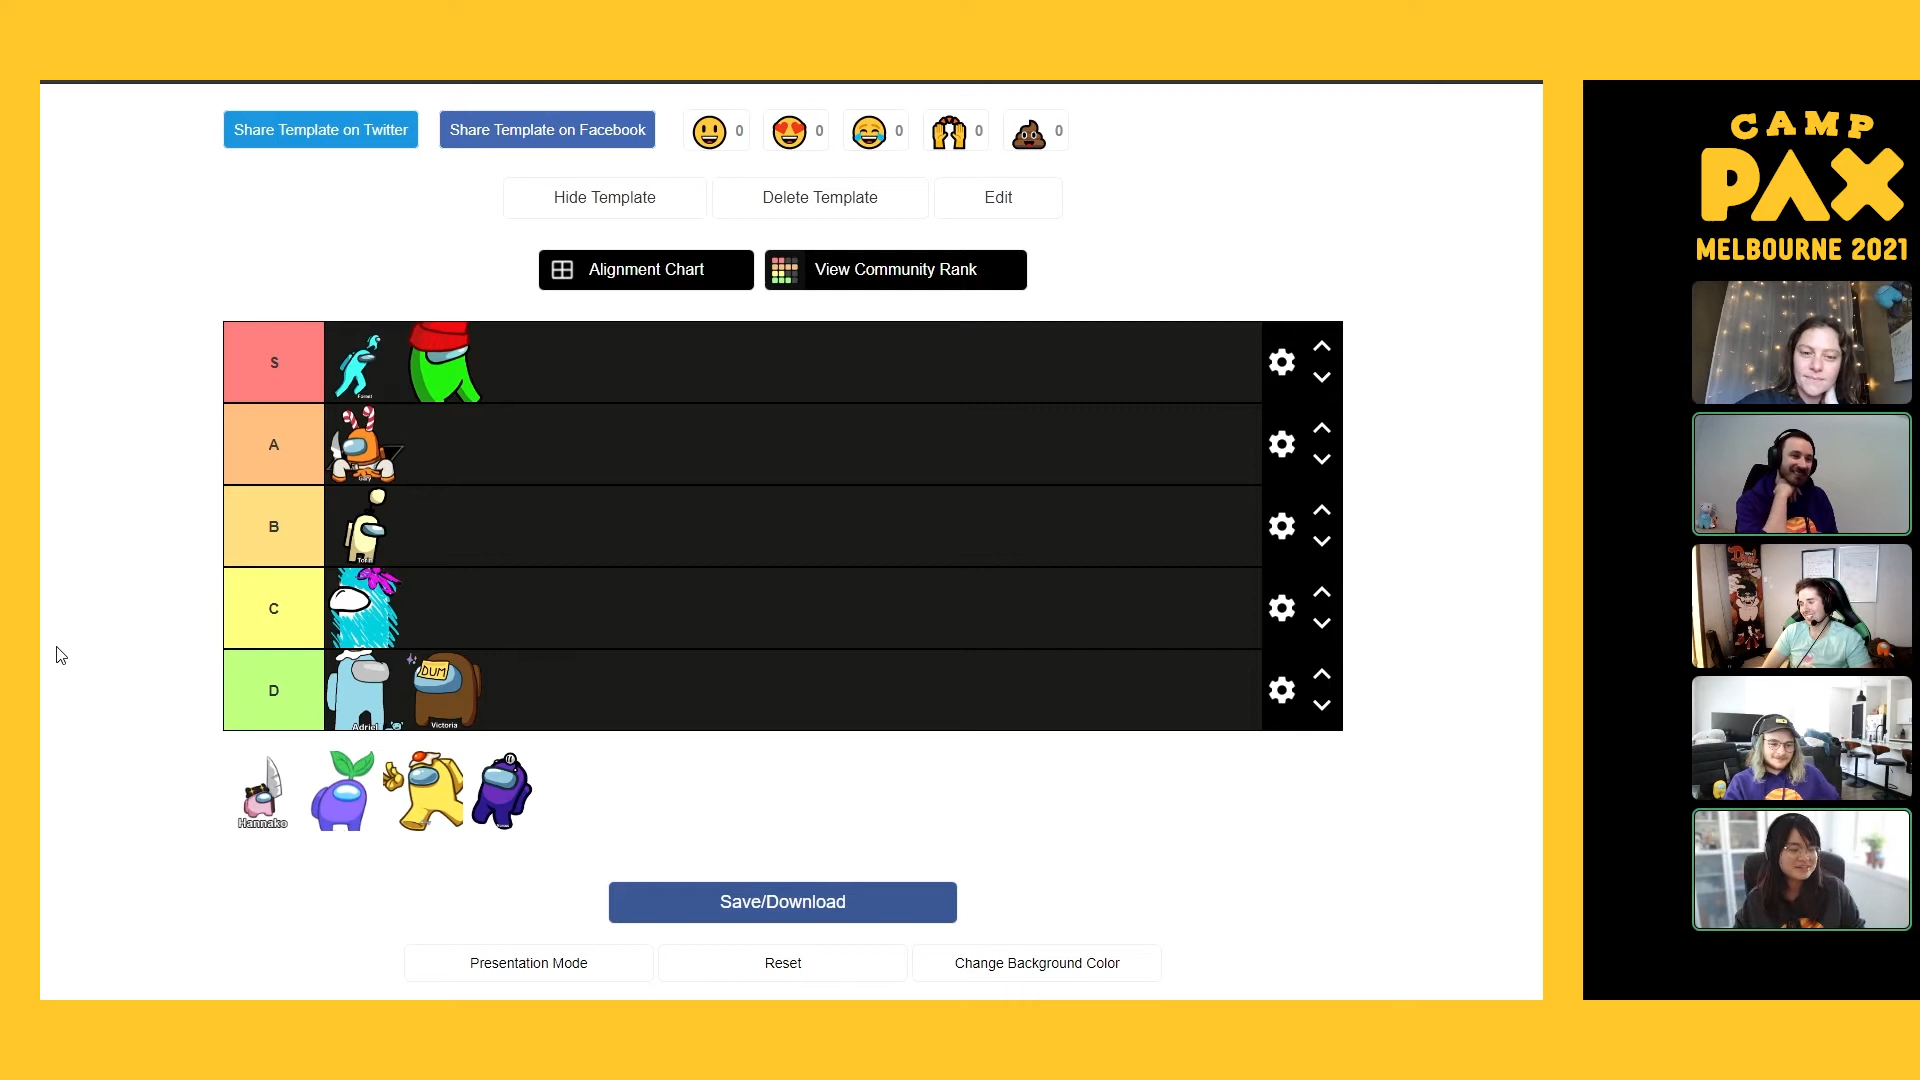 Share Template on Twitter
Share Template on Facebook
0
0
0
0
0
Hide Template
Delete Template
Edit
Alignment Chart
View Community Rank
S
Forest
A
Gary
B
C
D
Adriel
DUM
Victoria
Hannako
Save/Download
Presentation Mode
Reset
Change Background Color
CAMP
PAX
MELBOURNE 2021